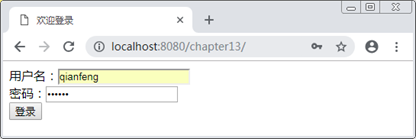 欢迎登录
localhost:8080/chapter13/
用户名：qianfeng
密码：••••••
登录